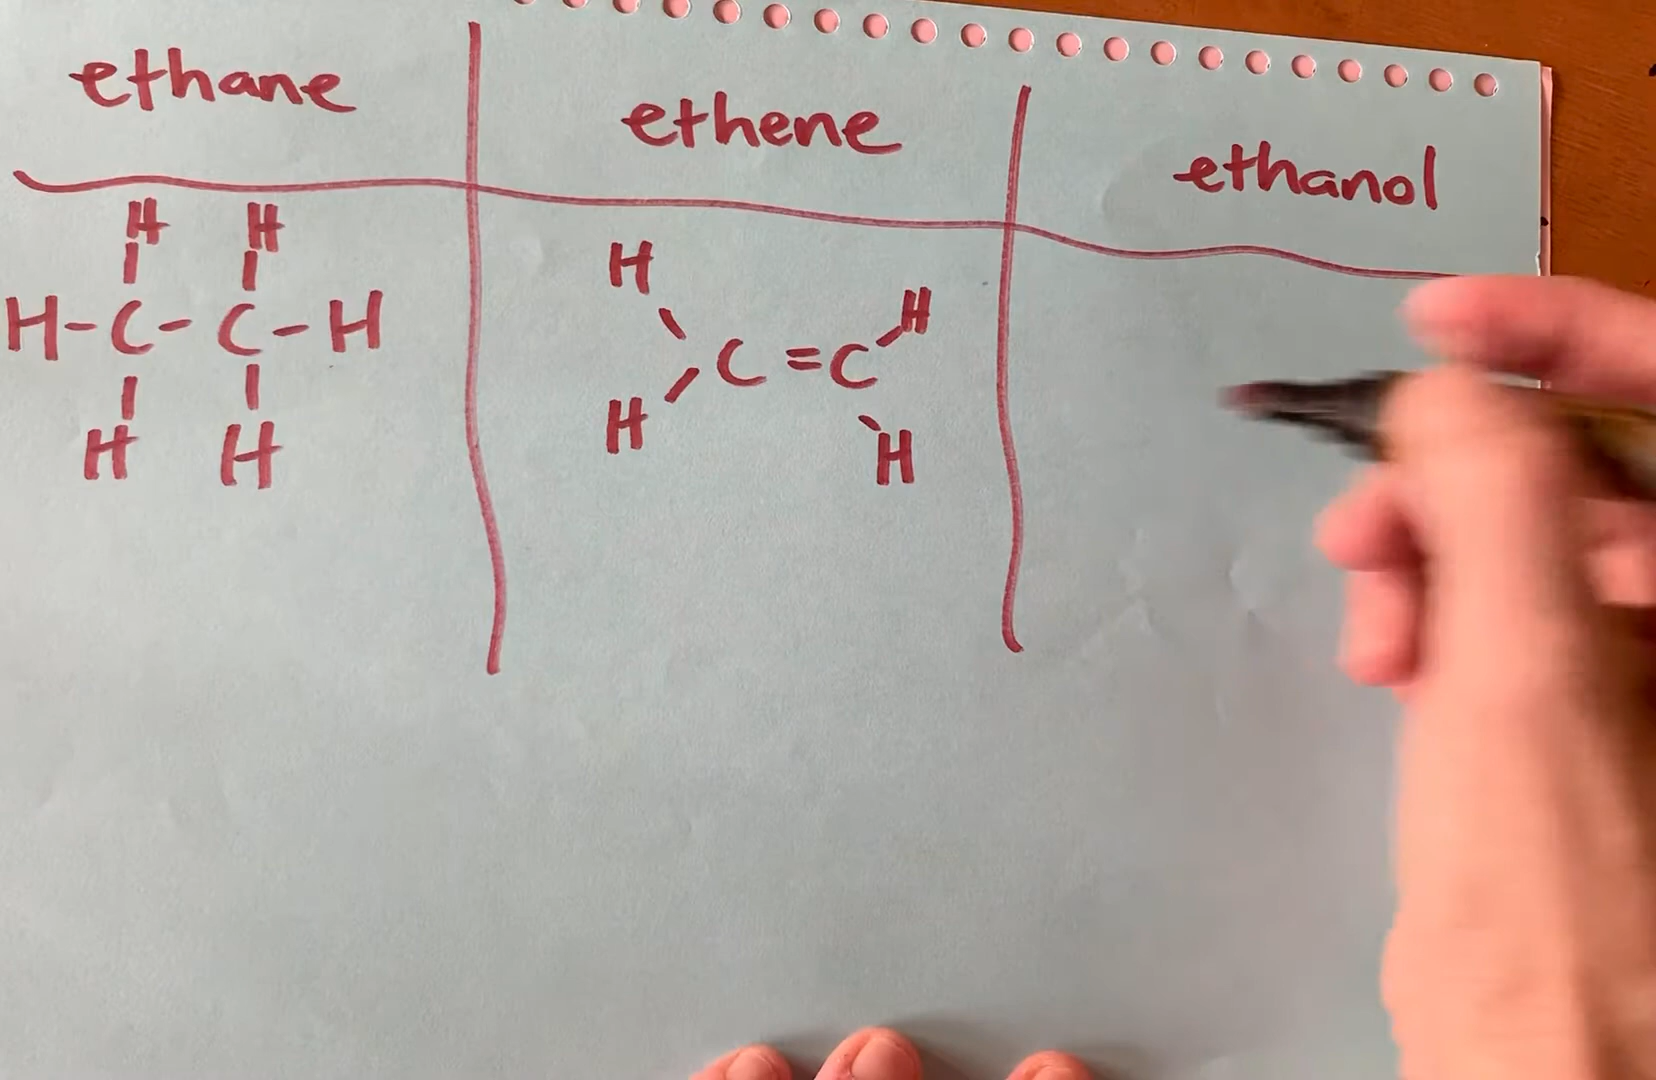 ethane
ethene
ethanol
H H
H-C-C-H
H H
H H
C=C
H H